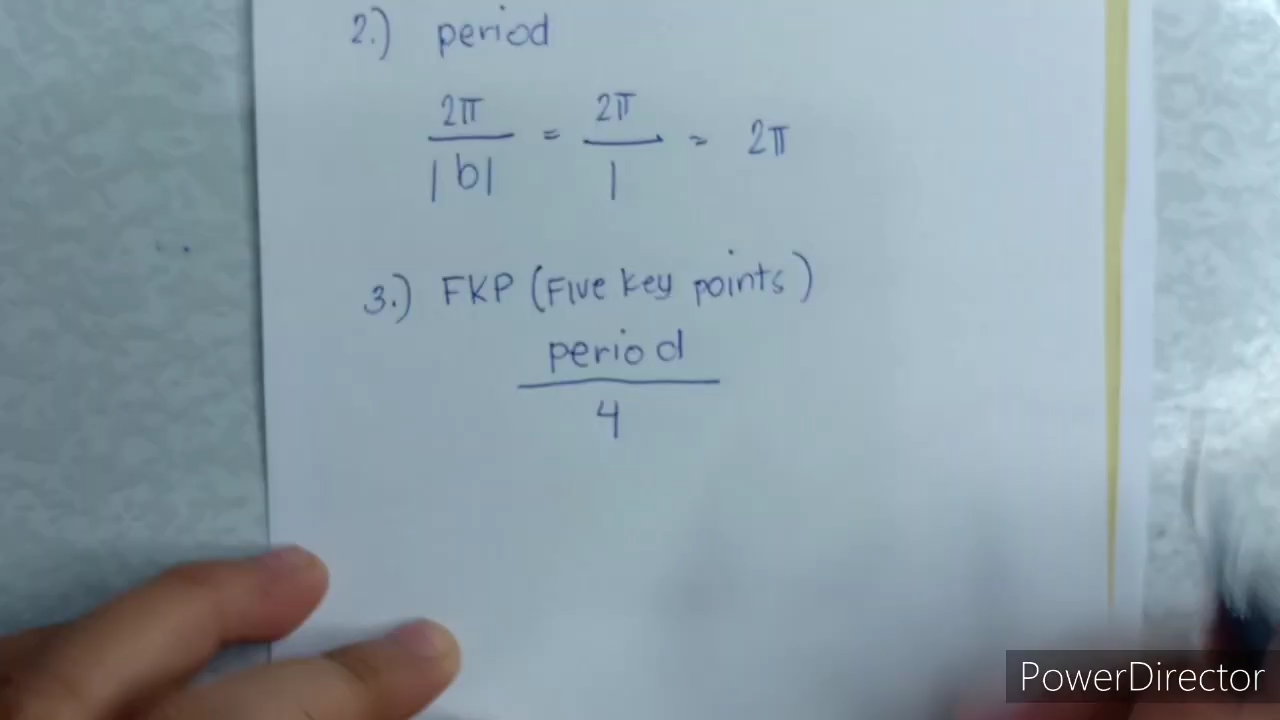 2.) period
2π / |b| = 2π / 1 = 2π
3.) FKP (Five key points)
period
4
PowerDirector